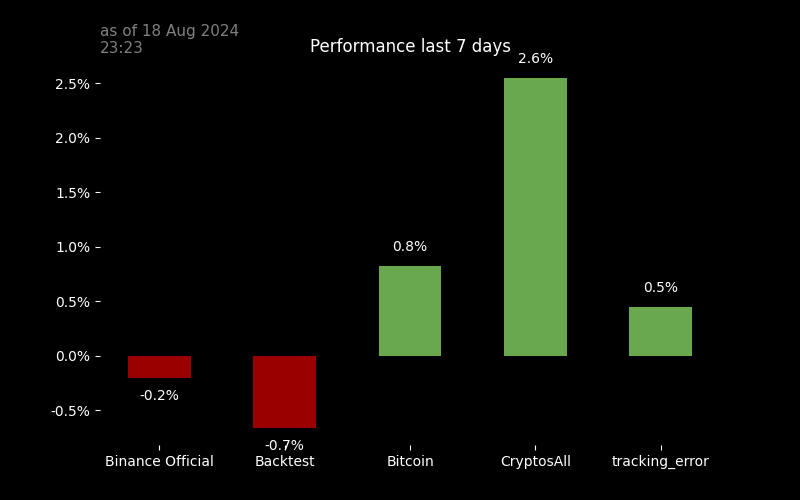 as of 18 Aug 2024
23:23
Performance last 7 days
2.6%
2.5%
2.0%
1.5%
1.0%
0.8%
0.5%
0.5%
0.0%
-0.2%
-0.5%
-0.7%
Binance Official
Backtest
Bitcoin
CryptosAll
tracking_error